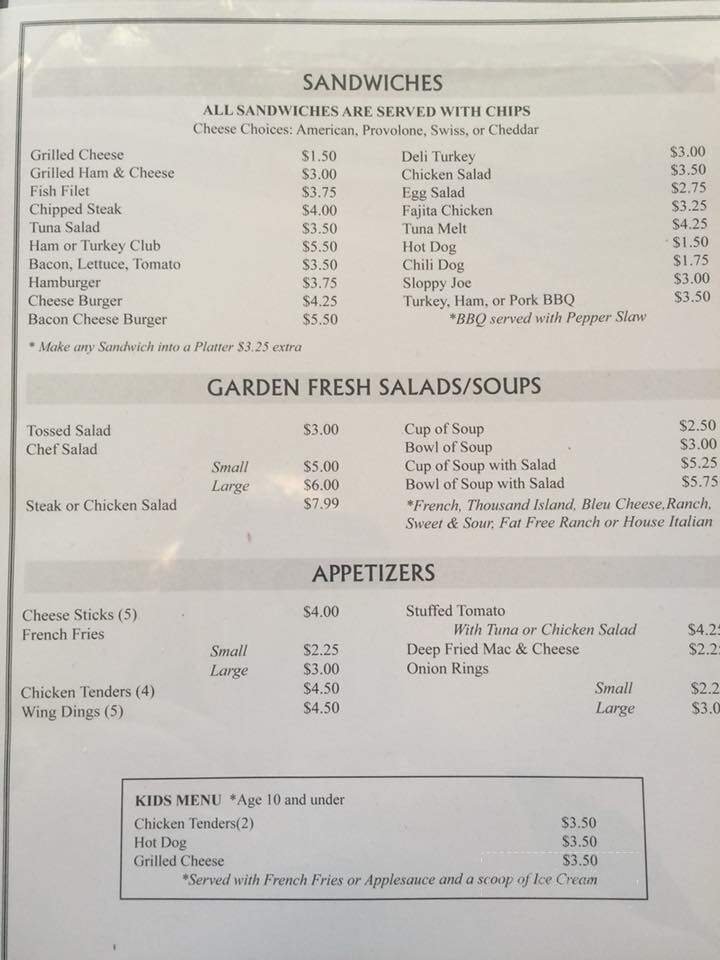 SANDWICHES
ALL SANDWICHES ARE SERVED WITH CHIPS
Cheese Choices: American, Provolone, Swiss, or Cheddar
Grilled Cheese $1.50
Grilled Ham & Cheese $3.00
Fish Filet $3.75
Chipped Steak $4.00
Tuna Salad $3.50
Ham or Turkey Club $5.50
Bacon, Lettuce, Tomato $3.50
Hamburger $3.75
Cheese Burger $4.25
Bacon Cheese Burger $5.50
* Make any Sandwich into a Platter $3.25 extra
Deli Turkey $3.00
Chicken Salad $3.50
Egg Salad $2.75
Fajita Chicken $3.25
Tuna Melt $4.25
Hot Dog $1.50
Chili Dog $1.75
Sloppy Joe $3.00
Turkey, Ham, or Pork BBQ $3.50
*BBQ served with Pepper Slaw
GARDEN FRESH SALADS/SOUPS
Tossed Salad $3.00
Chef Salad
Small $5.00
Large $6.00
Steak or Chicken Salad $7.99
Cup of Soup $2.50
Bowl of Soup $3.00
Cup of Soup with Salad $5.25
Bowl of Soup with Salad $5.75
*French, Thousand Island, Bleu Cheese,Ranch,
Sweet & Sour, Fat Free Ranch or House Italian
APPETIZERS
Cheese Sticks (5) $4.00
French Fries
Small $2.25
Large $3.00
Chicken Tenders (4) $4.50
Wing Dings (5) $4.50
Stuffed Tomato
With Tuna or Chicken Salad
Deep Fried Mac & Cheese
Onion Rings
Small
Large
KIDS MENU *Age 10 and under
Chicken Tenders(2) $3.50
Hot Dog $3.50
Grilled Cheese $3.50
*Served with French Fries or Applesauce and a scoop of Ice Cream